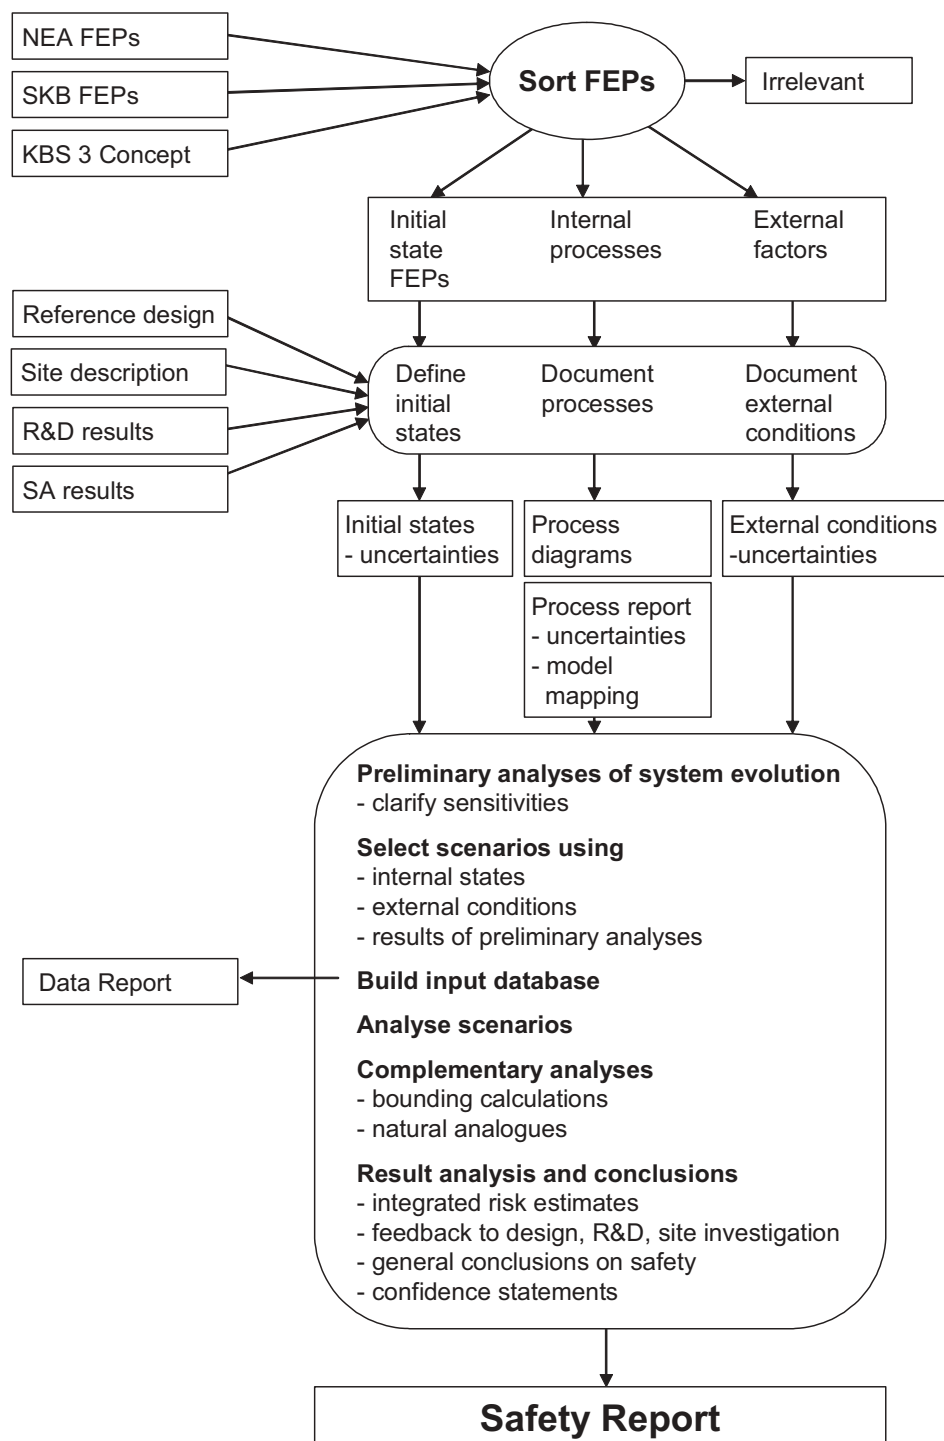 NEA FEPs
SKB FEPs
KBS 3 Concept
Sort FEPs
Irrelevant
Initial
state
FEPs
Internal
processes
External
factors
Reference design
Site description
R&D results
SA results
Define
initial
states
Document
processes
Document
external
conditions
Initial states
- uncertainties
Process
diagrams
External conditions
-uncertainties
Process report
- uncertainties
- model
mapping
Preliminary analyses of system evolution
- clarify sensitivities
Select scenarios using
- internal states
- external conditions
- results of preliminary analyses
Data Report
Build input database
Analyse scenarios
Complementary analyses
- bounding calculations
- natural analogues
Result analysis and conclusions
- integrated risk estimates
- feedback to design, R&D, site investigation
- general conclusions on safety
- confidence statements
Safety Report